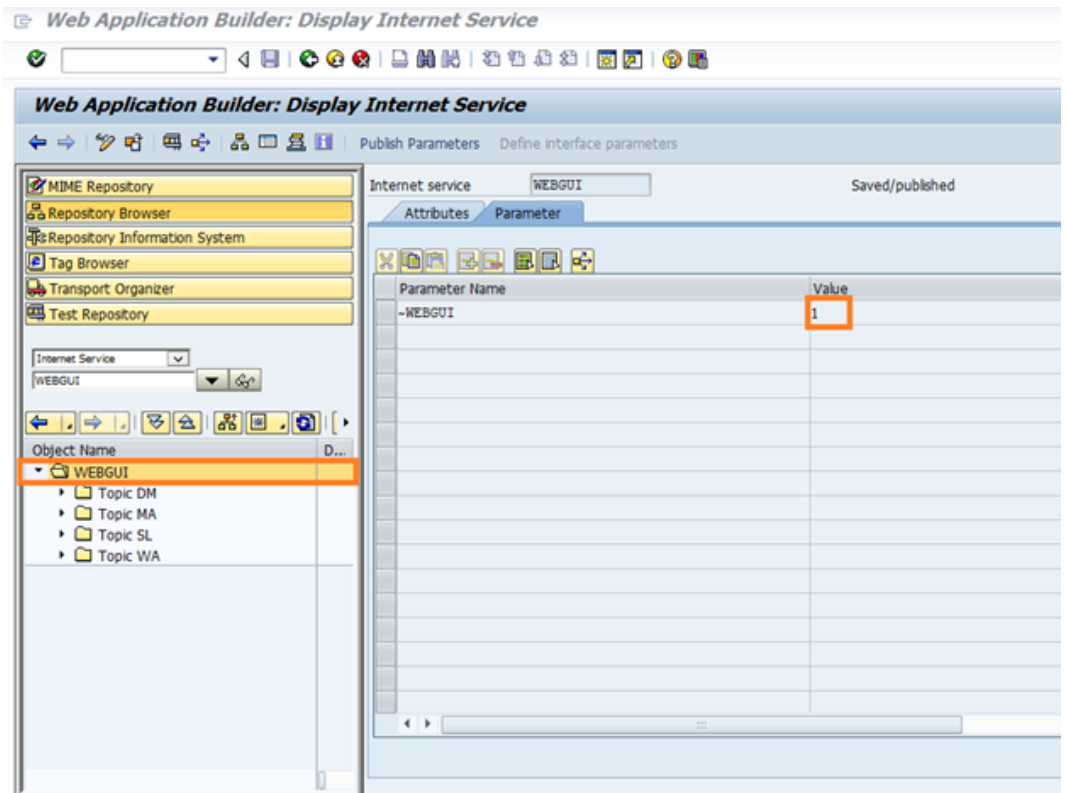 Web Application Builder: Display Internet Service
Web Application Builder: Display Internet Service
Publish Parameters Define interface parameters
MIME Repository
Repository Browser
Repository Information System
Tag Browser
Transport Organizer
Test Repository
Internet Service
WEBGUI
Object Name D...
WEBGUI
Topic DM
Topic MA
Topic SL
Topic WA
Internet service WEBGUI Saved/published
Attributes Parameter
Parameter Name Value
~WEBGUI 1